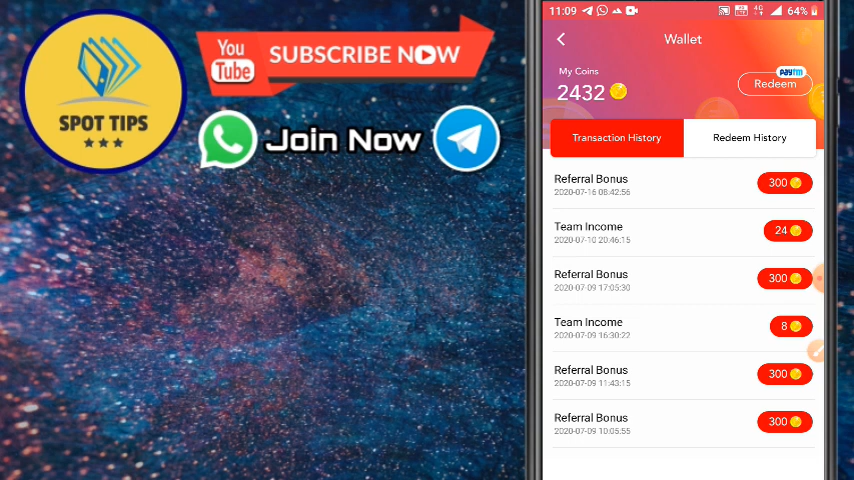 SPOT TIPS
You
Tube
SUBSCRIBE NOW
Join Now
11:09
4G
64%
Wallet
My Coins
2432
paytm
Redeem
Transaction History
Redeem History
Referral Bonus
2020-07-16 08:42:56
300
Team Income
2020-07-10 20:46:15
24
Referral Bonus
2020-07-09 17:05:30
300
Team Income
2020-07-09 16:30:22
8
Referral Bonus
2020-07-09 11:43:15
300
Referral Bonus
2020-07-09 10:05:55
300